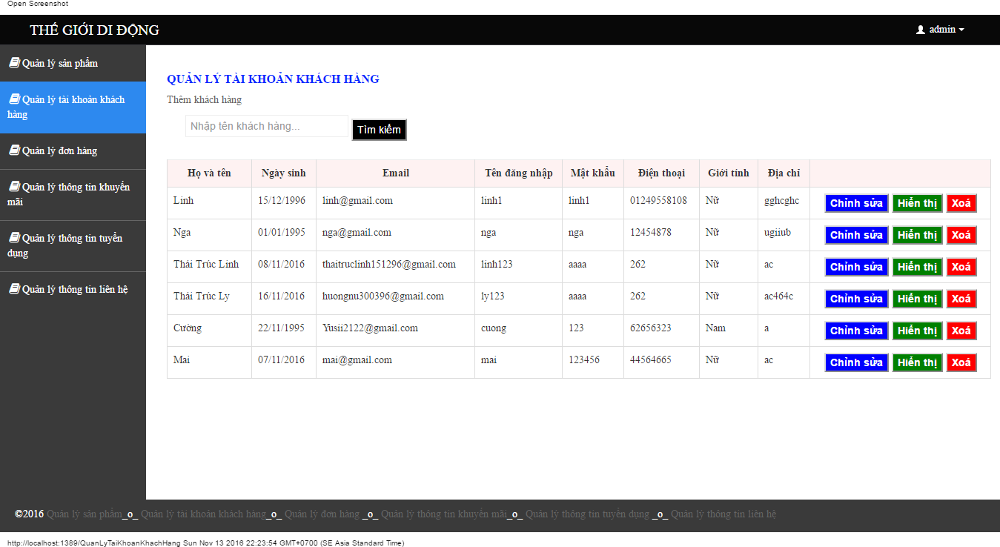 Open Screenshot
THẾ GIỚI DI ĐỘNG
admin
Quản lý sản phẩm
Quản lý tài khoản khách
hàng
Quản lý đơn hàng
Quản lý thông tin khuyến
mãi
Quản lý thông tin tuyển
dụng
Quản lý thông tin liên hệ
QUẢN LÝ TÀI KHOẢN KHÁCH HÀNG
Thêm khách hàng
Nhập tên khách hàng... Tìm kiếm
Họ và tên Ngày sinh Email Tên đăng nhập Mật khẩu Điện thoại Giới tính Địa chỉ
Linh 15/12/1996 linh@gmail.com linh1 linh1 01249558108 Nữ gghcghc Chỉnh sửa Hiển thị Xoá
Nga 01/01/1995 nga@gmail.com nga nga 12454878 Nữ ugiiub Chỉnh sửa Hiển thị Xoá
Thái Trúc Linh 08/11/2016 thaitruclinh151296@gmail.com linh123 aaaa 262 Nữ ac Chỉnh sửa Hiển thị Xoá
Thái Trúc Ly 16/11/2016 huongnu300396@gmail.com ly123 aaaa 262 Nữ ac464c Chỉnh sửa Hiển thị Xoá
Cường 22/11/1995 Yusii2122@gmail.com cuong 123 62656323 Nam a Chỉnh sửa Hiển thị Xoá
Mai 07/11/2016 mai@gmail.com mai 123456 44564665 Nữ ac Chỉnh sửa Hiển thị Xoá
©2016 Quản lý sản phẩm_o_ Quản lý tài khoản khách hàng_o_ Quản lý đơn hàng _o_ Quản lý thông tin khuyến mãi_o_ Quản lý thông tin tuyển dụng _o_ Quản lý thông tin liên hệ
http://localhost:1389/QuanLyTaiKhoanKhachHang Sun Nov 13 2016 22:23:54 GMT+0700 (SE Asia Standard Time)